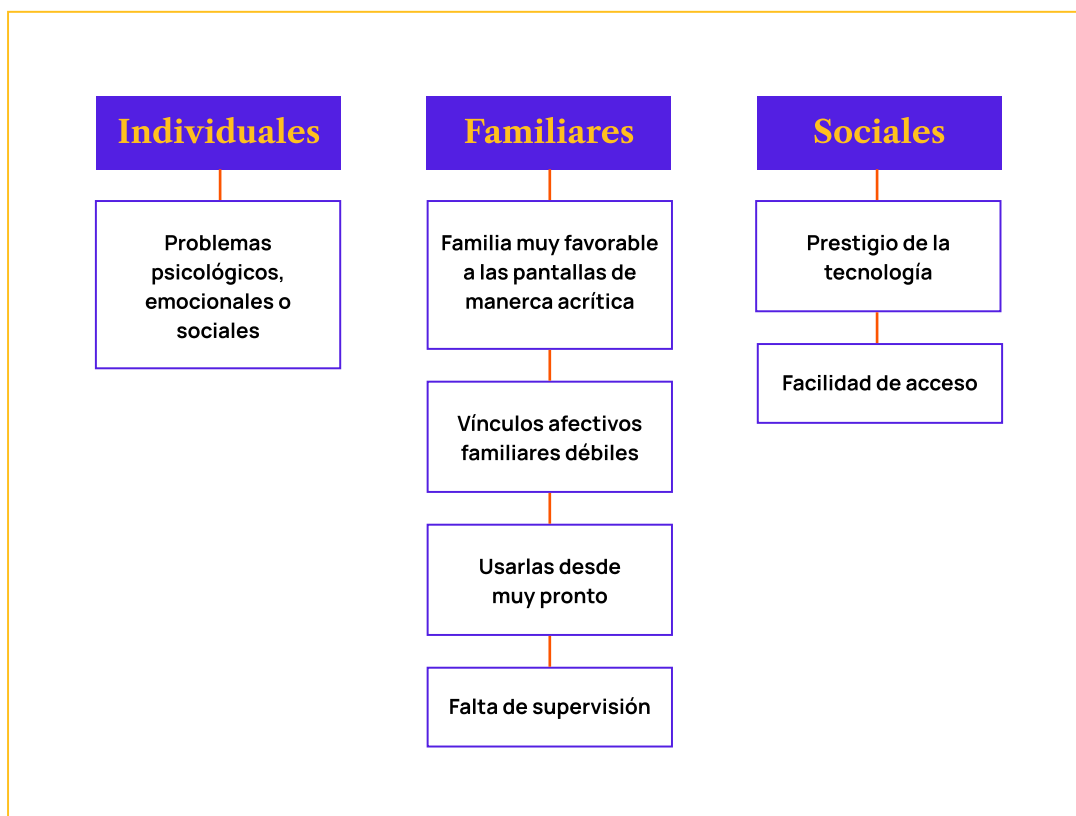 Individuales
Problemas
psicológicos,
emocionales o
sociales
Familiares
Familia muy favorable
a las pantallas de
manerca acrítica
Vínculos afectivos
familiares débiles
Usarlas desde
muy pronto
Falta de supervisión
Sociales
Prestigio de la
tecnología
Facilidad de acceso